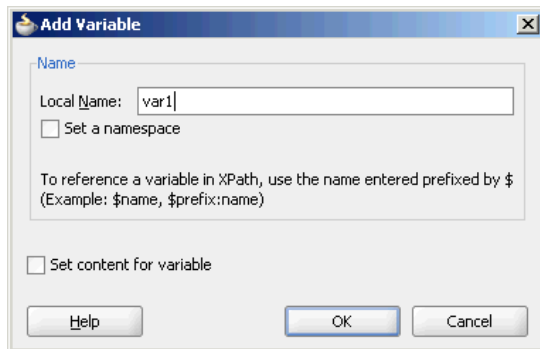 Add Variable
Name
Local Name: var1
Set a namespace
To reference a variable in XPath, use the name entered prefixed by $
(Example: $name, $prefix:name)
Set content for variable
Help OK Cancel